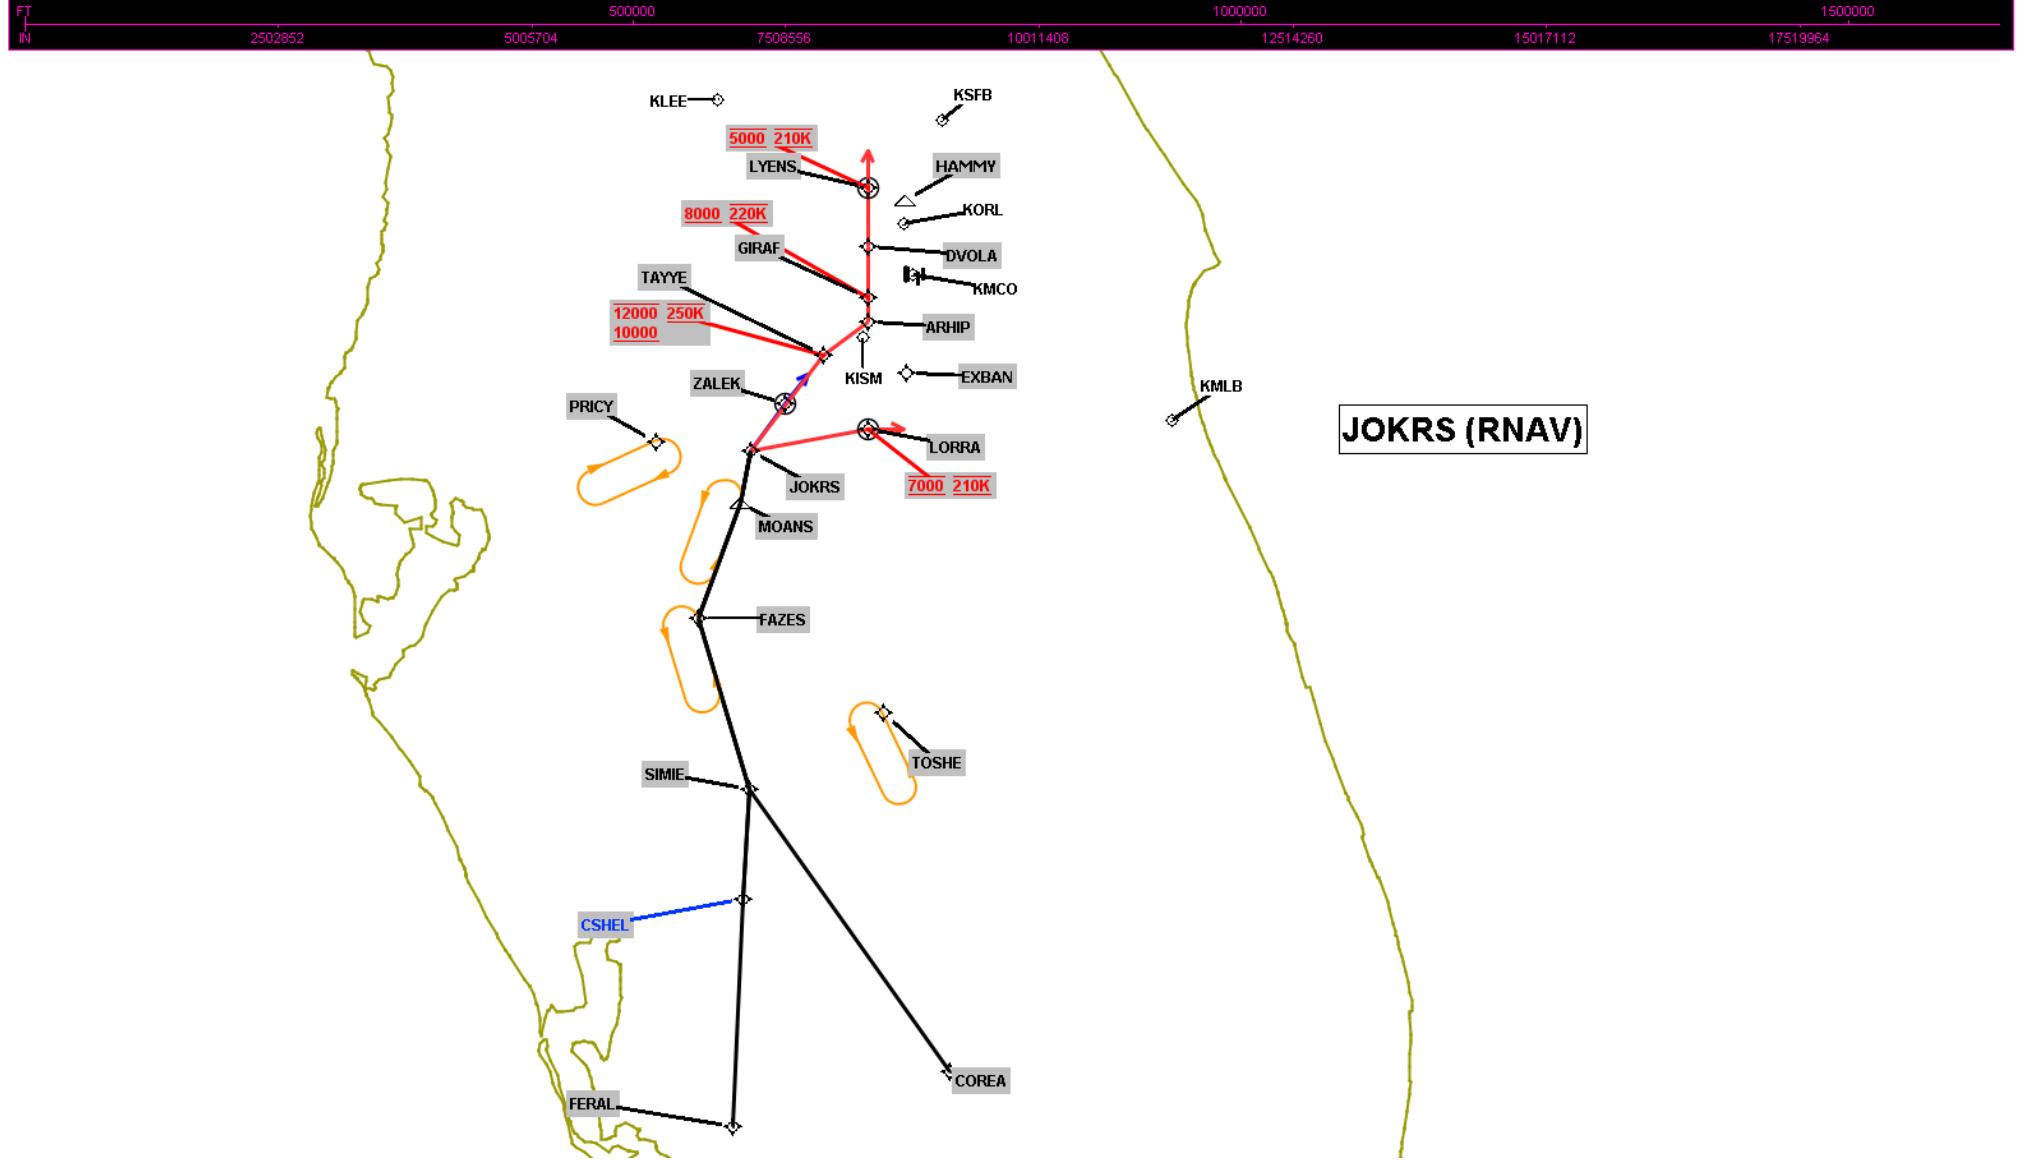 FT 500000 1000000 1500000
IN 2502852 5005704 7508556 10011408 12514260 15017112 17519964
KLEE
KSFB
5000 210K
LYENS
HAMMY
KORL
8000 220K
GIRAF
DVOLA
TAYYE
KMCO
12000 250K
10000
ARHIP
KISM
EXBAN
ZALEK
KMLB
PRICY
JOKRS (RNAV)
LORRA
7000 210K
JOKRS
MOANS
FAZES
TOSHE
SIMIE
CSHEL
COREA
FERAL